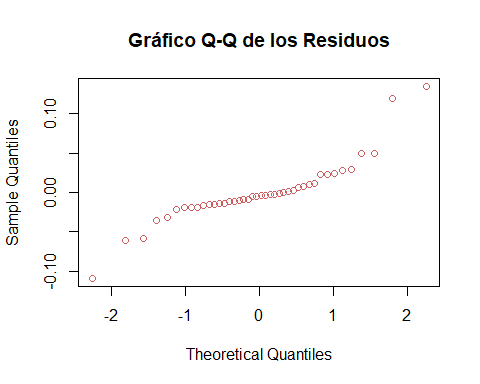 Gráfico Q-Q de los Residuos
Sample Quantiles
0.10
0.00
-0.10
-2
-1
0
1
2
Theoretical Quantiles